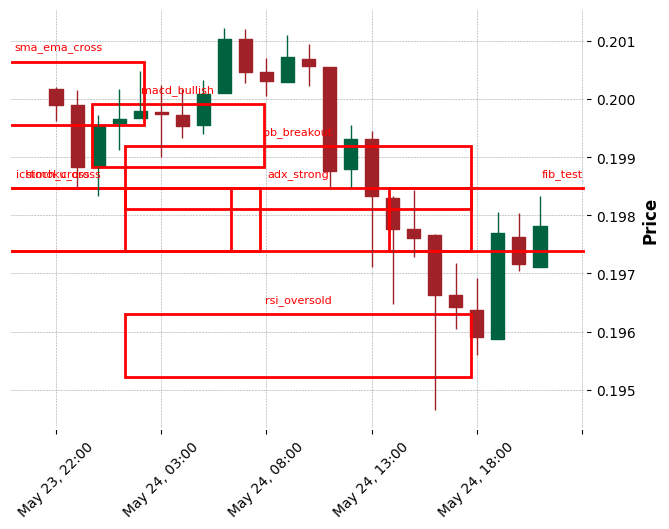 sma_ema_cross
0.201
macd_bullish
0.200
bb_breakout
0.199
adx_strong
fib_test
0.198
Price
0.197
rsi_oversold
0.196
0.195
May 23, 22:00
May 24, 03:00
May 24, 08:00
May 24, 13:00
May 24, 18:00